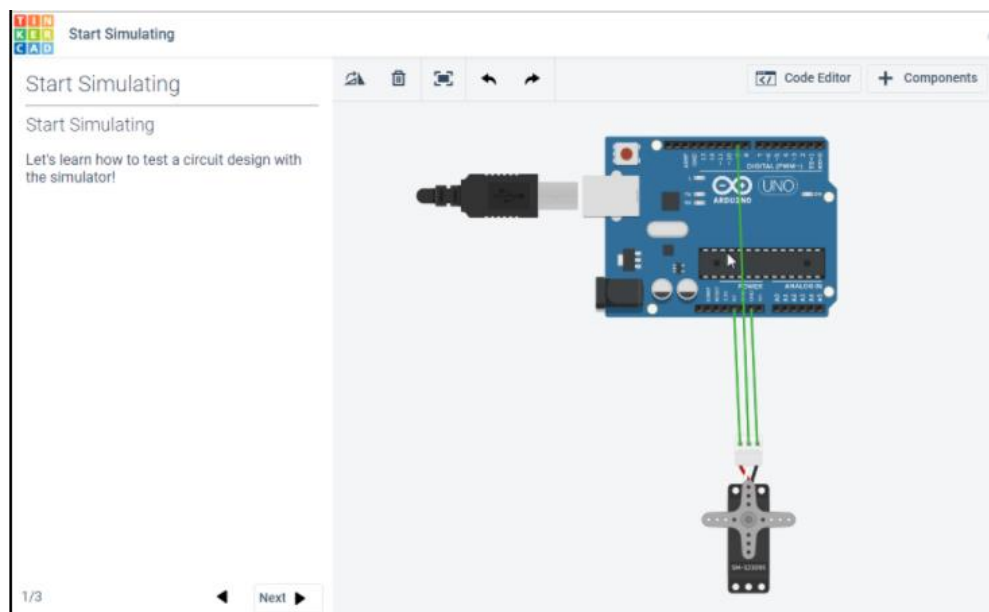 TIN
KER
CAD
Start Simulating
Start Simulating
Start Simulating
Let's learn how to test a circuit design with
the simulator!
1/3
Next
Code Editor
Components
DIGITAL (PWM~)
UNO
ARDUINO
POWER
ANALOG IN